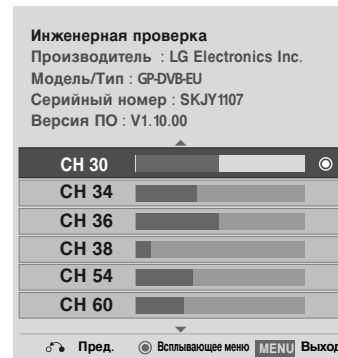 Инженерная проверка
Производитель : LG Electronics Inc.
Модель/Тип : GP-DVB-EU
Серийный номер : SKJY1107
Версия ПО : V1.10.00
CH 30
CH 34
CH 36
CH 38
CH 54
CH 60
Пред. Всплывающее меню MENU Выход